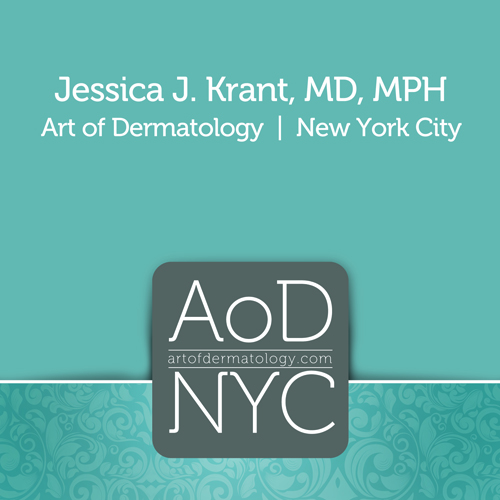 Jessica J. Krant, MD, MPH
Art of Dermatology | New York City
AoD
artofdermatology.com
NYC